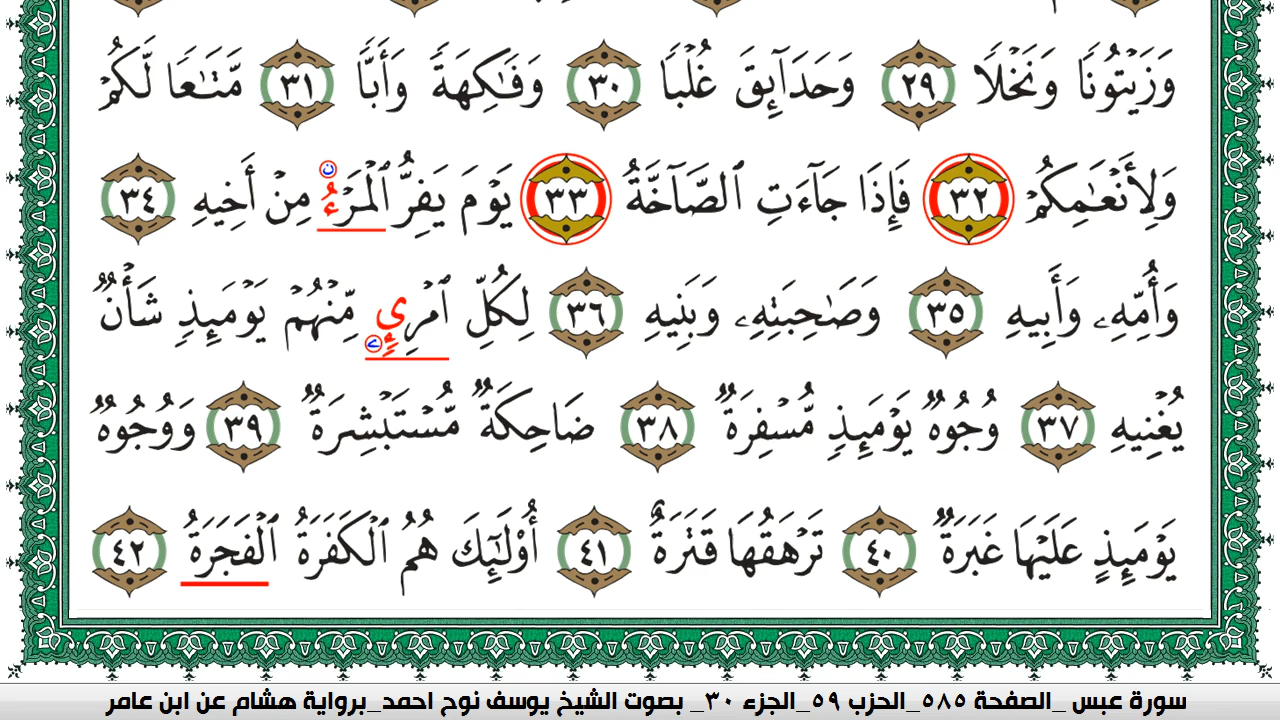 وَزَيۡتُونٗا وَنَخۡلٗا ٢٩ وَحَدَآئِقَ غُلۡبٗا ٣٠ وَفَٰكِهَةٗ وَأَبّٗا ٣١ مَّتَٰعٗا لَّكُمۡ
وَلِأَنۡعَٰمِكُمۡ ٣٢ فَإِذَا جَآءَتِ ٱلصَّآخَّةُ ٣٣ يَوۡمَ يَفِرُّ ٱلۡمَرۡءُ ن مِنۡ أَخِيهِ ٣٤
وَأُمِّهِۦ وَأَبِيهِ ٣٥ وَصَٰحِبَتِهِۦ وَبَنِيهِ ٣٦ لِكُلِّ ٱمۡرِيٕٖ مِّنۡهُمۡ يَوۡمَئِذٖ شَأۡنٞ
يُغۡنِيهِ ٣٧ وُجُوهٞ يَوۡمَئِذٖ مُّسۡفِرَةٞ ٣٨ ضَاحِكَةٞ مُّسۡتَبۡشِرَةٞ ٣٩ وَوُجُوهٞ
يَوۡمَئِذٍ عَلَيۡهَا غَبَرَةٞ ٤٠ تَرۡهَقُهَا قَتَرَةٌ ٤١ أُوْلَٰٓئِكَ هُمُ ٱلۡكَفَرَةُ ٱلۡفَجَرَةُ ٤٢
سورة عبس _الصفحة ٥٨٥_الحزب ٥٩_الجزء ٣٠_ بصوت الشيخ يوسف نوح احمد_برواية هشام عن ابن عامر